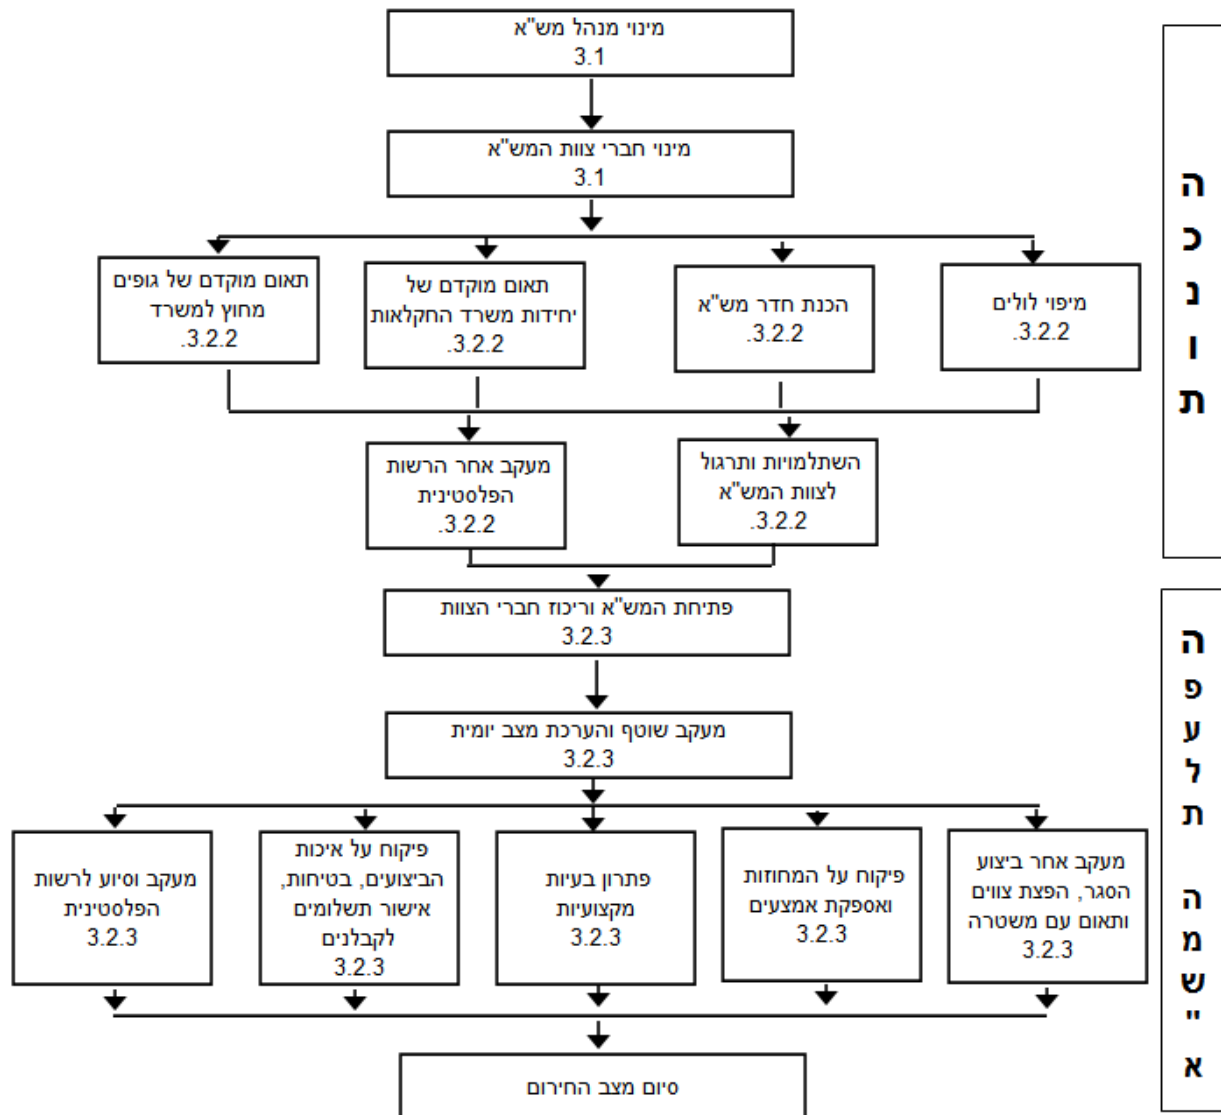 מינוי מנהל מש"א
3.1
מינוי חברי צוות המש"א
3.1
מיפוי לולים
3.2.2.
הכנת חדר מש"א
3.2.2.
תאום מוקדם של
יחידות משרד החקלאות
3.2.2.
תאום מוקדם של גופים
מחוץ למשרד
3.2.2.
השתלמויות ותרגול
לצוות המש"א
3.2.2.
מעקב אחר הרשות
הפלסטינית
3.2.2.
הכנות
פתיחת המש"א וריכוז חברי הצוות
3.2.3
מעקב שוטף והערכת מצב יומית
3.2.3
מעקב אחר ביצוע
הסגר, הפצת צווים
ותאום עם משטרה
3.2.3
פיקוח על המחוזות
ואספקת אמצעים
3.2.3
פתרון בעיות
מקצועיות
3.2.3
פיקוח על איכות
הביצועים, בטיחות,
אישור תשלומים
לקבלנים
3.2.3
מעקב וסיוע לרשות
הפלסטינית
3.2.3
סיום מצב החירום
הפעלת המש"א